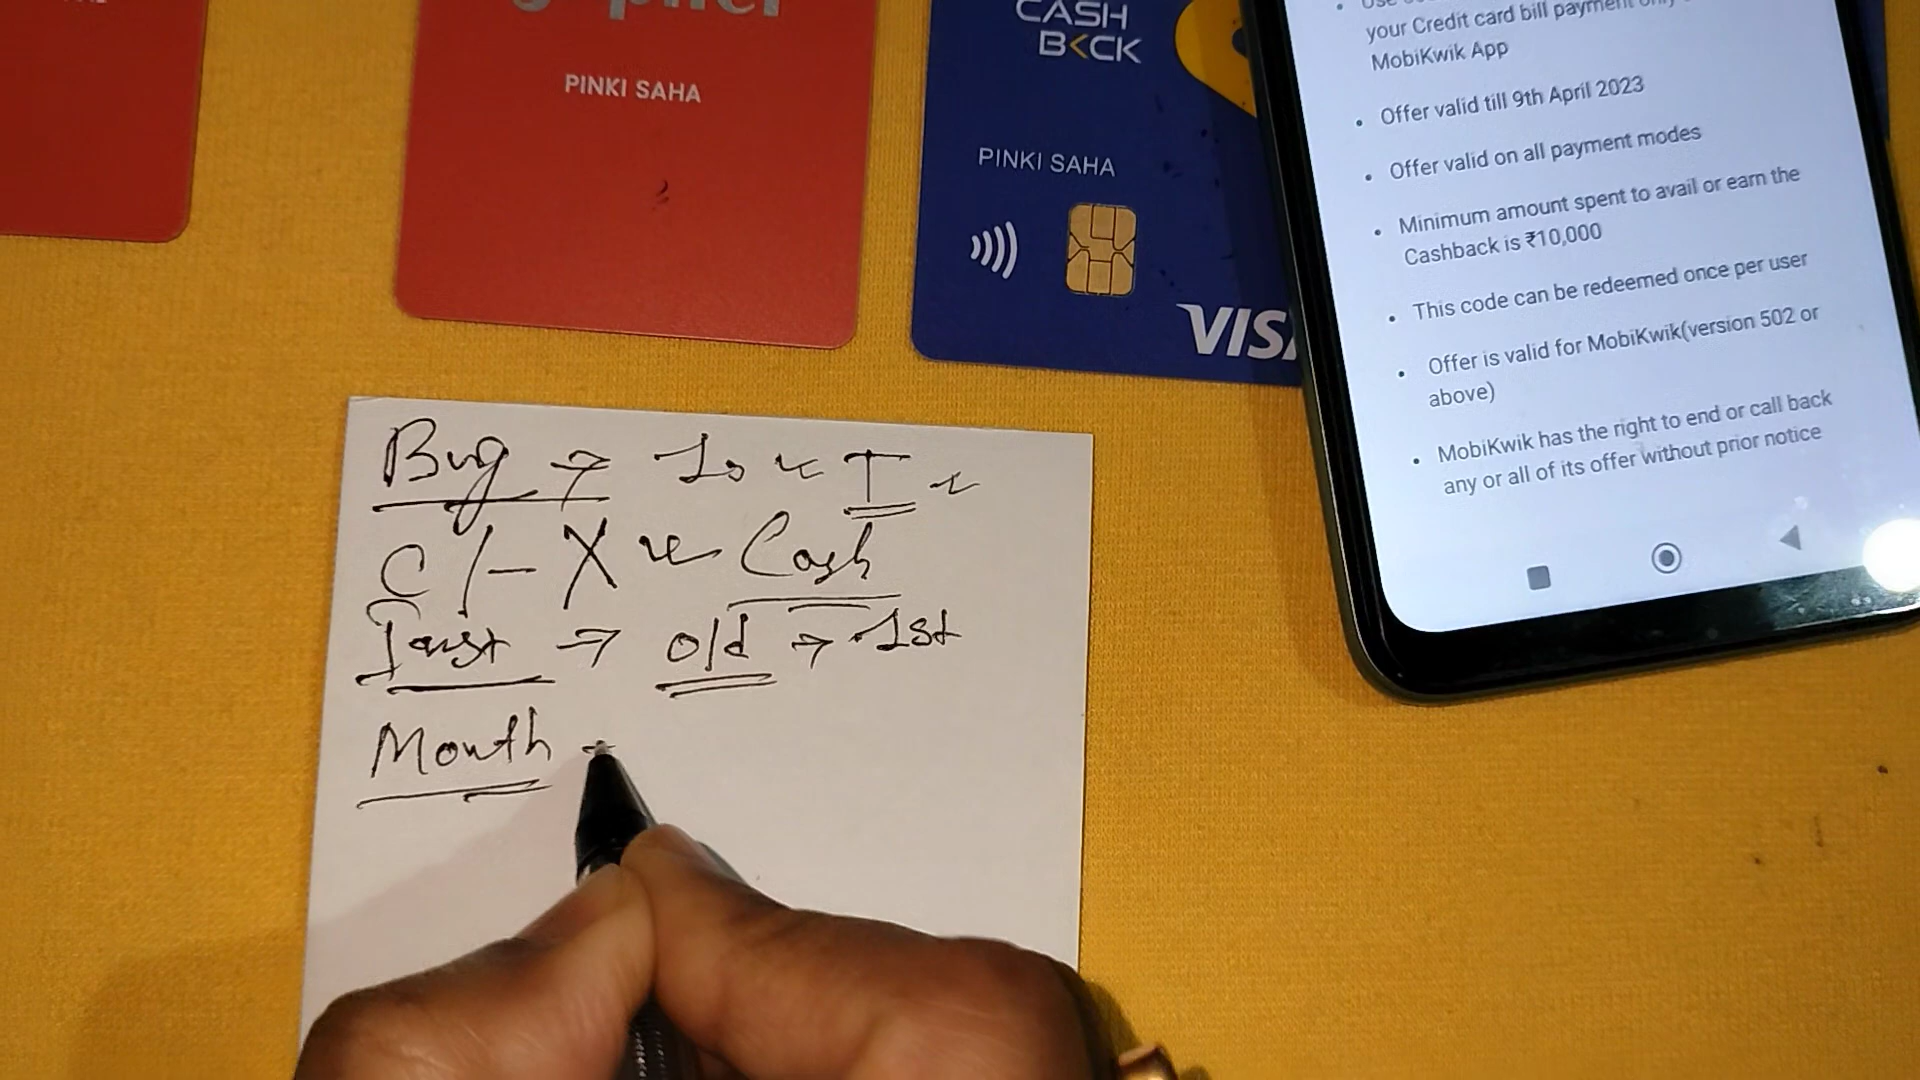 PINKI SAHA
CASH
B<CK
PINKI SAHA
VISA
your Credit card bill payment only
MobiKwik App
• Offer valid till 9th April 2023
• Offer valid on all payment modes
• Minimum amount spent to avail or earn the
Cashback is ₹10,000
• This code can be redeemed once per user
• Offer is valid for MobiKwik(version 502 or
above)
• MobiKwik has the right to end or call back
any or all of its offer without prior notice
→
C/- X Cash
→ old → 1st
Month